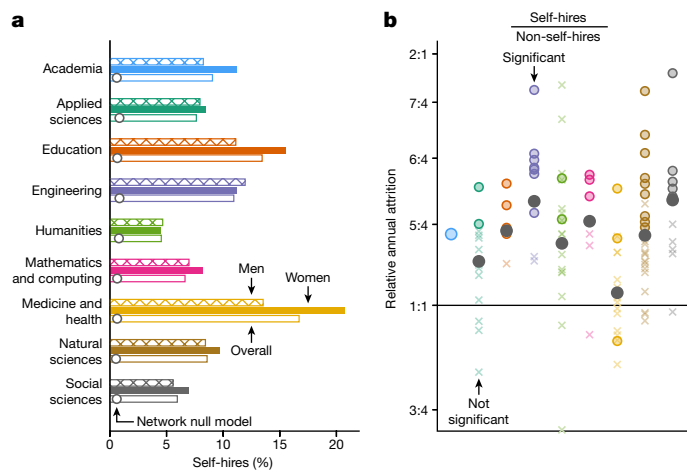 a
Academia
Applied
sciences
Education
Engineering
Humanities
Mathematics
and computing
Medicine and
health
Natural
sciences
Social
sciences
Men
Women
Overall
Network null model
0
5
10
15
20
Self-hires (%)
b
Self-hires
Non-self-hires
Significant
2:1
7:4
6:4
5:4
1:1
3:4
Relative annual attrition
Not
significant